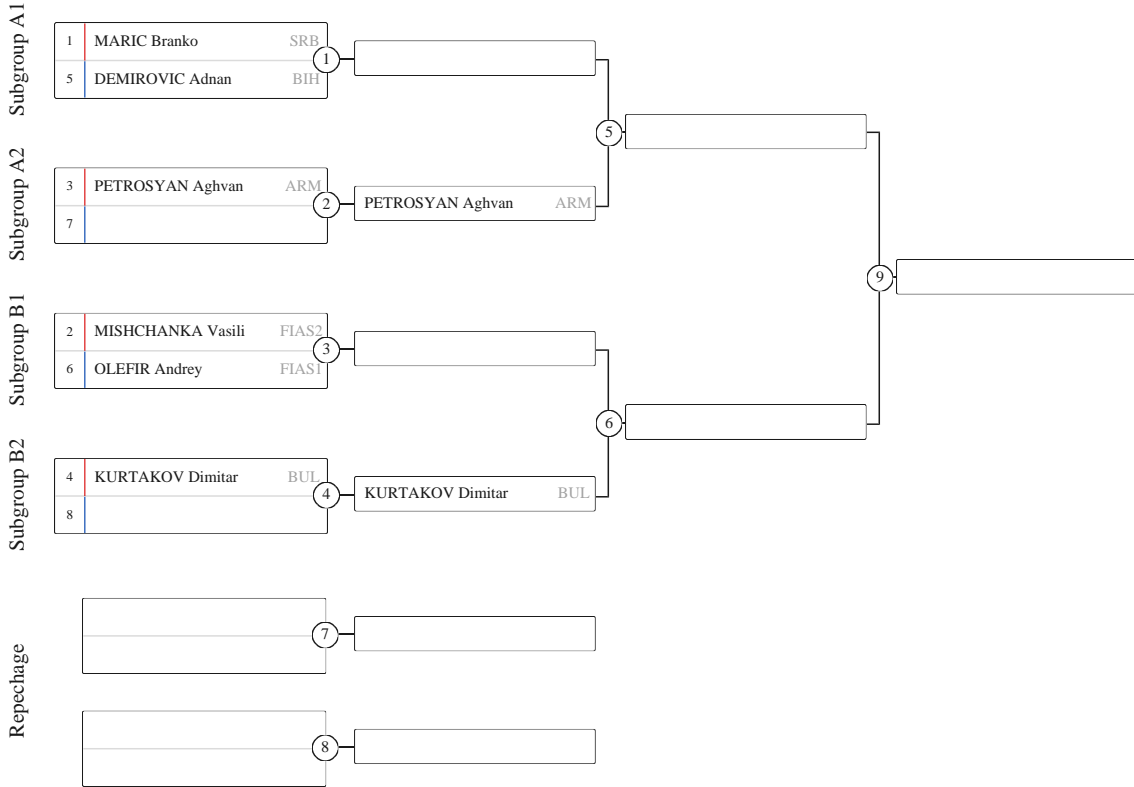 Subgroup A1
1 MARIC Branko SRB
5 DEMIROVIC Adnan BIH
1
5
Subgroup A2
3 PETROSYAN Aghvan ARM
7
2
PETROSYAN Aghvan ARM
9
Subgroup B1
2 MISHCHANKA Vasili FIAS2
6 OLEFIR Andrey FIAS1
3
6
Subgroup B2
4 KURTAKOV Dimitar BUL
8
4
KURTAKOV Dimitar BUL
Repechage
7
8